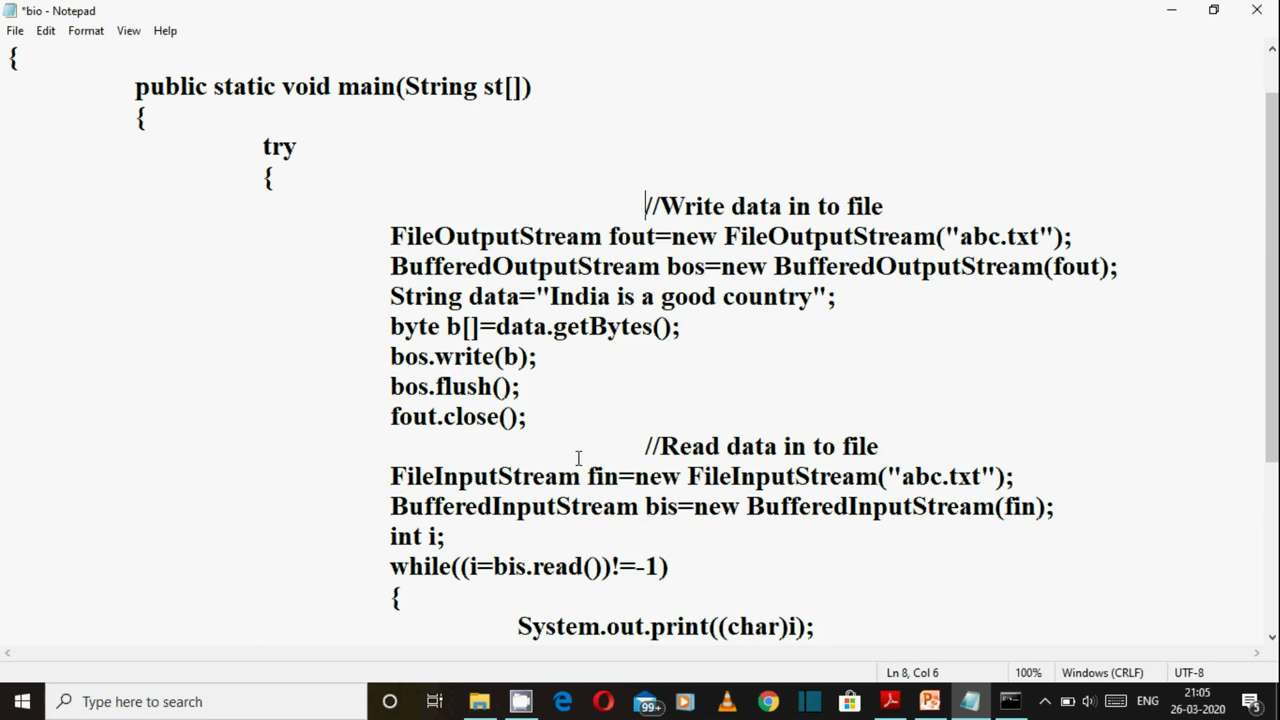 *bio - Notepad
File Edit Format View Help
{
public static void main(String st[])
{
try
{
//Write data in to file
FileOutputStream fout=new FileOutputStream("abc.txt");
BufferedOutputStream bos=new BufferedOutputStream(fout);
String data="India is a good country";
byte b[]=data.getBytes();
bos.write(b);
bos.flush();
fout.close();
//Read data in to file
FileInputStream fin=new FileInputStream("abc.txt");
BufferedInputStream bis=new BufferedInputStream(fin);
int i;
while((i=bis.read())!=-1)
{
System.out.print((char)i);
Ln 8, Col 6 100% Windows (CRLF) UTF-8
Type here to search 99+ ENG 21:05
26-03-2020 5